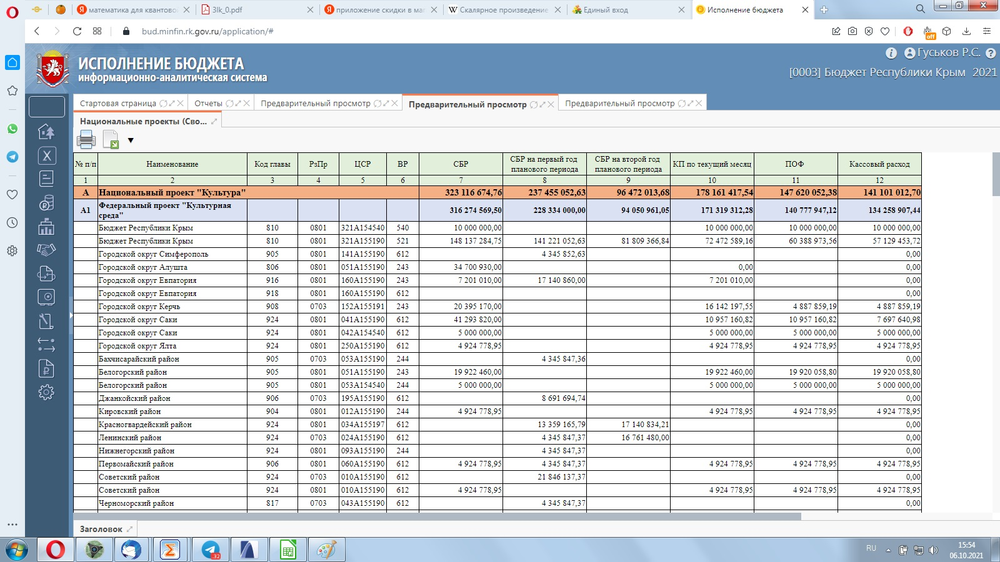 математика для квантовой
3lk_0.pdf
приложение скидки в маг
Скалярное произведение
Единый вход
Исполнение бюджета
bud.minfin.rk.gov.ru/application/#
off
ИСПОЛНЕНИЕ БЮДЖЕТА
информационно-аналитическая система
Гуськов Р.С.
[0003] Бюджет Республики Крым 2021
Стартовая страница
Отчеты
Предварительный просмотр
Предварительный просмотр
Предварительный просмотр
Национальные проекты (Сво...
№ п/п Наименование Код главы РзПр ЦСР ВР СБР СБР на первый год планового периода СБР на второй год планового периода КП по текущий месяц ПОФ Кассовый расход
1 2 3 4 5 6 7 8 9 10 11 12
А Национальный проект "Культура" 323 116 674,76 237 455 052,63 96 472 013,68 178 161 417,54 147 620 052,38 141 101 012,70
А1 Федеральный проект "Культурная среда" 316 274 569,50 228 334 000,00 94 050 961,05 171 319 312,28 140 777 947,12 134 258 907,44
Бюджет Республики Крым 810 0801 321А154540 540 10 000 000,00 10 000 000,00 10 000 000,00 10 000 000,00
Бюджет Республики Крым 810 0801 321А155190 521 148 137 284,75 141 221 052,63 81 809 366,84 72 472 589,16 60 388 973,56 57 129 453,72
Городской округ Симферополь 905 0801 141А155190 612 4 345 852,63 0,00
Городской округ Алушта 806 0801 051А155190 243 34 700 930,00 0,00 0,00
Городской округ Евпатория 916 0801 160А155190 243 7 201 010,00 17 140 860,00 7 201 010,00 0,00
Городской округ Евпатория 918 0801 160А155190 612 0,00
Городской округ Керчь 908 0703 152А155191 243 20 395 170,00 16 142 197,55 4 887 859,19 4 887 859,19
Городской округ Саки 924 0801 041А155190 612 41 293 820,00 10 957 160,82 10 957 160,82 7 697 640,98
Городской округ Саки 924 0801 042А154540 612 5 000 000,00 5 000 000,00 5 000 000,00 5 000 000,00
Городской округ Ялта 924 0801 250А155190 612 4 924 778,95 4 924 778,95 4 924 778,95 4 924 778,95
Бахчисарайский район 905 0703 053А155190 244 4 345 847,36 0,00
Белогорский район 905 0801 051А155190 243 19 922 460,00 19 922 460,00 19 920 058,80 19 920 058,80
Белогорский район 905 0801 053А154540 244 5 000 000,00 5 000 000,00 5 000 000,00 5 000 000,00
Джанкойский район 906 0703 195А155190 612 8 691 694,74 0,00
Кировский район 904 0801 012А155190 244 4 924 778,95 4 924 778,95 4 924 778,95 4 924 778,95
Красногвардейский район 924 0801 034А155197 612 13 359 165,79 17 140 834,21 0,00
Ленинский район 924 0703 024А155190 612 4 345 847,37 16 761 480,00 0,00
Нижнегорский район 924 0801 093А155190 244 4 345 847,37 0,00
Первомайский район 906 0801 060А155190 612 4 924 778,95 4 345 847,37 4 924 778,95 4 924 778,95 4 924 778,95
Советский район 924 0703 010А155190 612 21 846 137,37 0,00
Советский район 924 0801 010А155190 612 4 924 778,95 4 924 778,95 4 924 778,95 4 924 778,95
Черноморский район 817 0703 043А155190 612 4 345 847,37 0,00
Заголовок
32
RU
15:54
06.10.2021